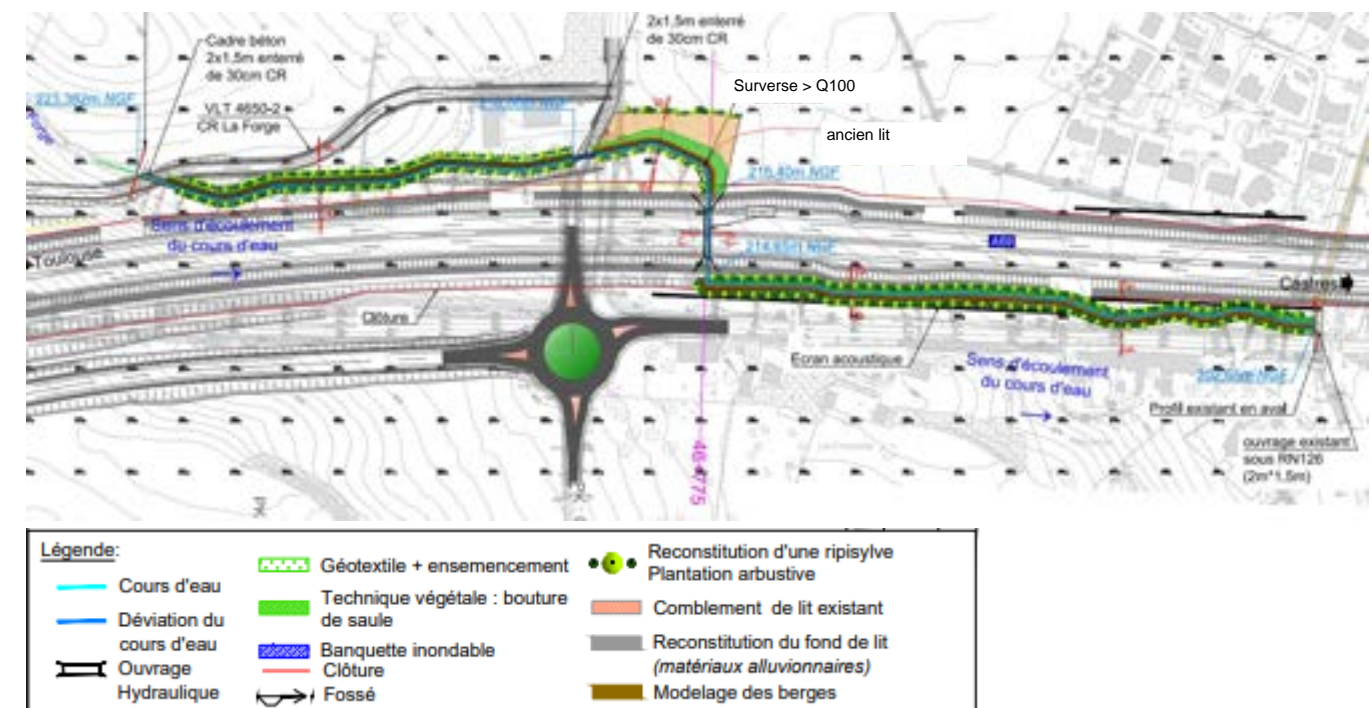 2x1,5m enterré
de 30cm CR
Cadre béton
2x1,5m enterré
de 30cm CR
Surverse > Q100
223,362m NGF
VLT 4650-2
CR La Forge
Forge
ancien lit
216,40m NGF
Sens d'écoulement
du cours d'eau
214,65m NGF
Toulouse
A69
Castres
Clôture
Ecran acoustique
Sens d'écoulement
du cours d'eau
Profil existant en aval
ouvrage existant
sous RN126
(2m*1.5m)
Légende:
Cours d'eau
Déviation du
cours d'eau
Ouvrage
Hydraulique
Géotextile + ensemencement
Technique végétale : bouture
de saule
Banquette inondable
Clôture
Fossé
Reconstitution d'une ripisylve
Plantation arbustive
Comblement de lit existant
Reconstitution du fond de lit
(matériaux alluvionnaires)
Modelage des berges